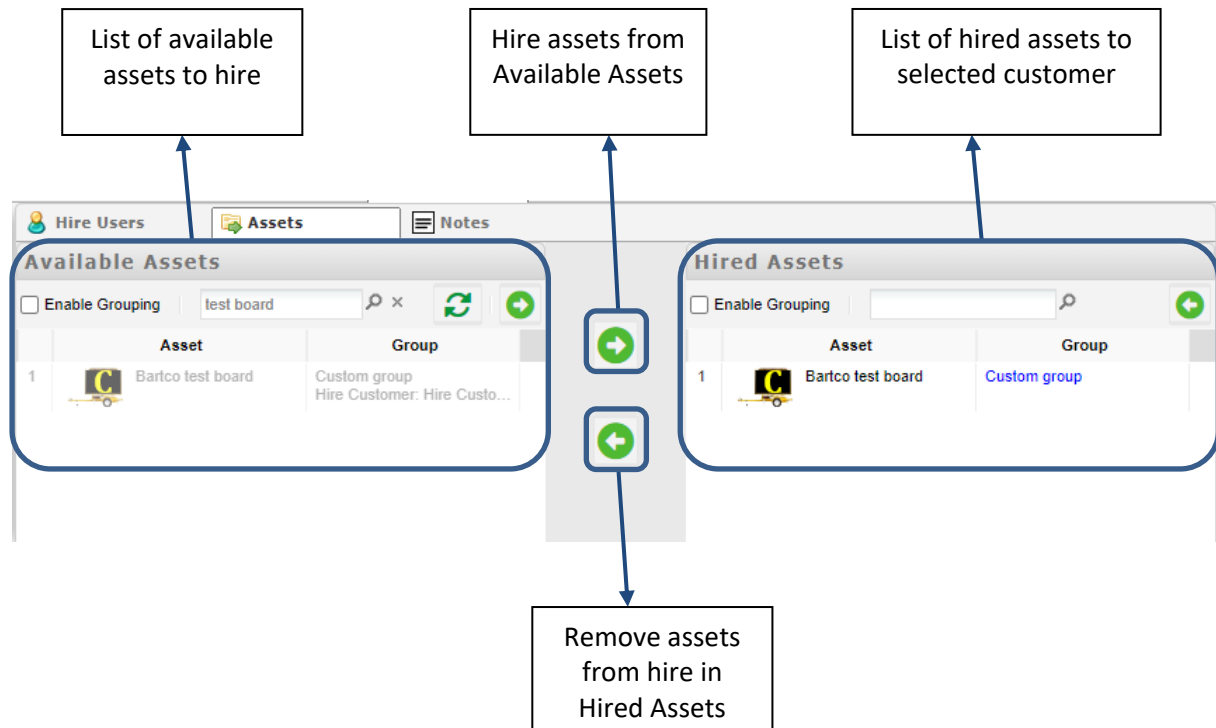 List of available
assets to hire
Hire assets from
Available Assets
List of hired assets to
selected customer
Hire Users
Assets
Notes
Available Assets
Enable Grouping
test board
Asset
Group
1
C
Bartco test board
Custom group
Hire Customer: Hire Custo...
Hired Assets
Enable Grouping
Asset
Group
1
C
Bartco test board
Custom group
Remove assets
from hire in
Hired Assets